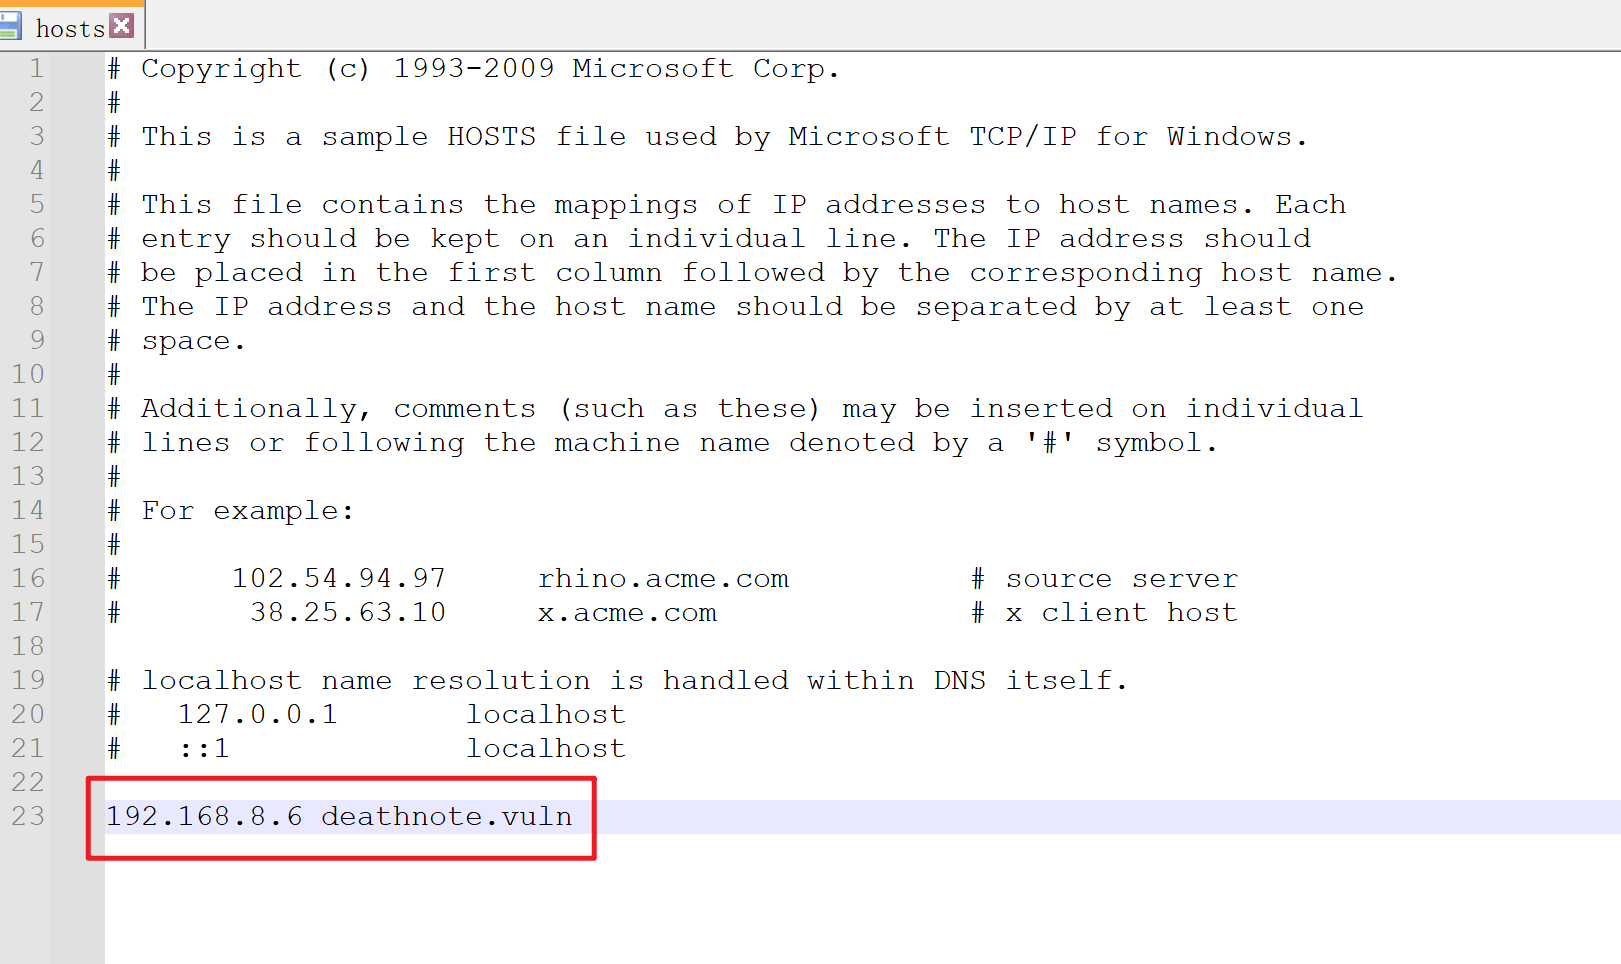 hosts
1 # Copyright (c) 1993-2009 Microsoft Corp.
2 #
3 # This is a sample HOSTS file used by Microsoft TCP/IP for Windows.
4 #
5 # This file contains the mappings of IP addresses to host names. Each
6 # entry should be kept on an individual line. The IP address should
7 # be placed in the first column followed by the corresponding host name.
8 # The IP address and the host name should be separated by at least one
9 # space.
10 #
11 # Additionally, comments (such as these) may be inserted on individual
12 # lines or following the machine name denoted by a '#' symbol.
13 #
14 # For example:
15 #
16 #      102.54.94.97     rhino.acme.com          # source server
17 #       38.25.63.10     x.acme.com              # x client host
18
19 # localhost name resolution is handled within DNS itself.
20 #   127.0.0.1       localhost
21 #   ::1             localhost
22
23 192.168.8.6 deathnote.vuln